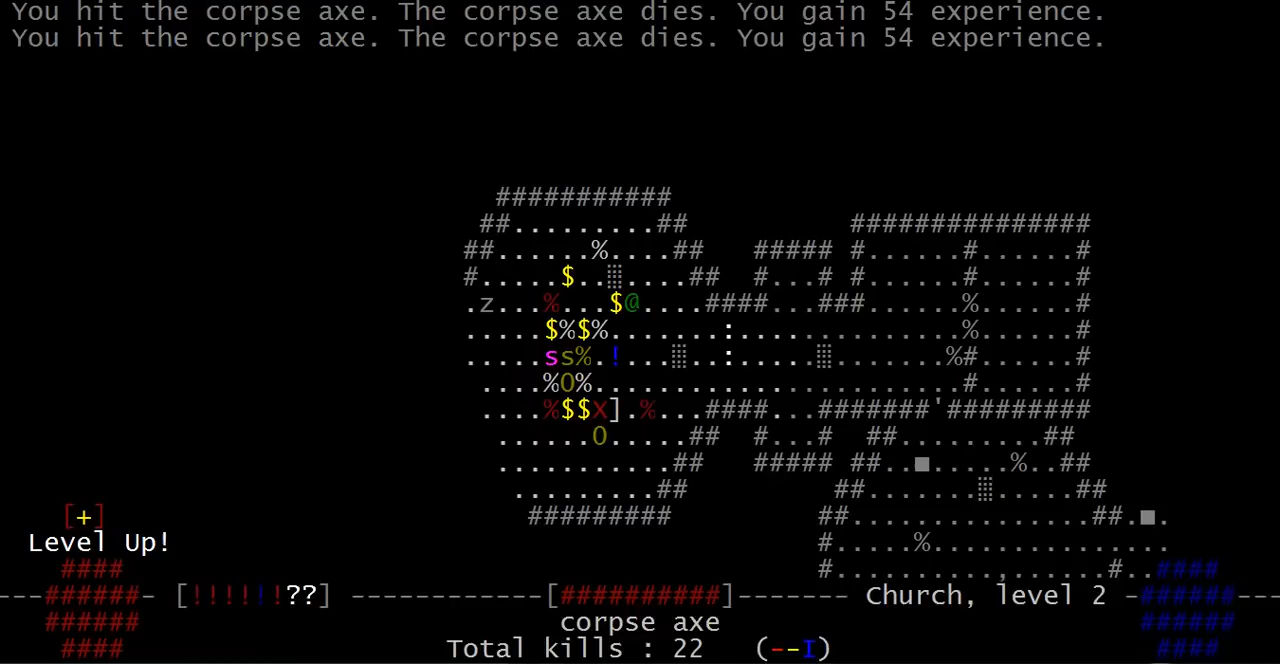 You hit the corpse axe. The corpse axe dies. You gain 54 experience.
You hit the corpse axe. The corpse axe dies. You gain 54 experience.
[+]
Level Up!
[!!!!!!??]
[##########]
Church, level 2
corpse axe
Total kills : 22 (--I)